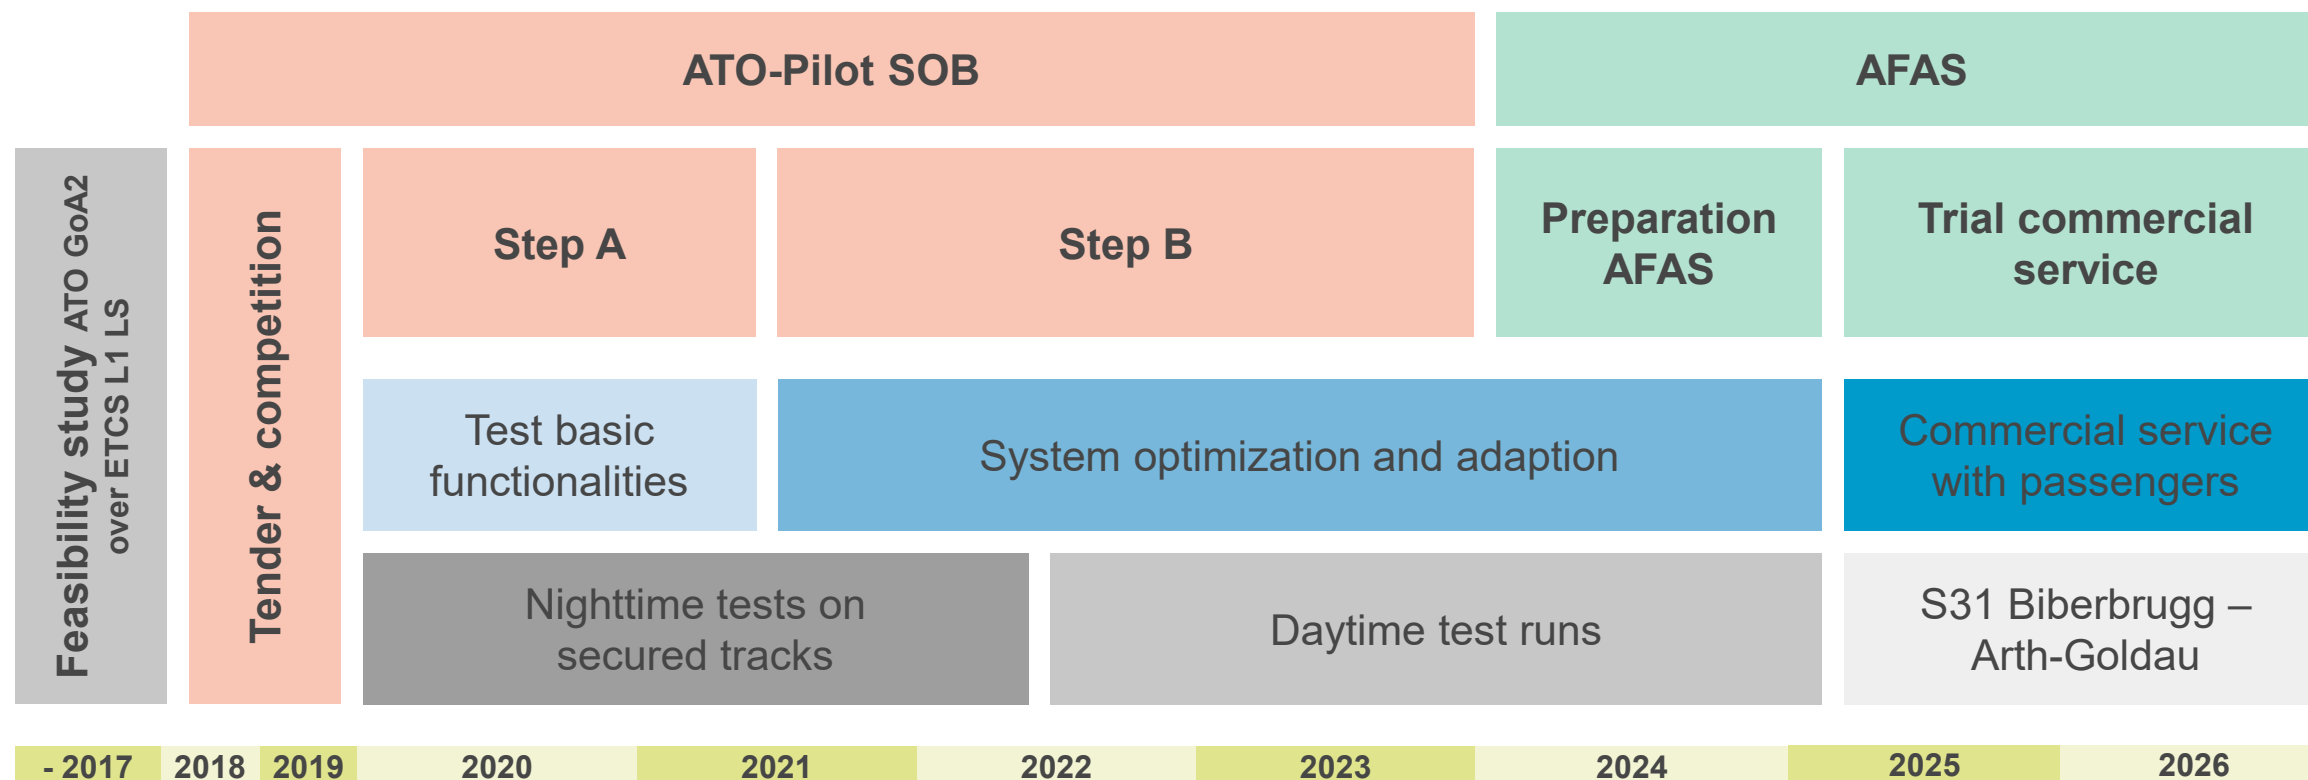 ATO-Pilot SOB
AFAS
Feasibility study ATO GoA2
over ETCS L1 LS
Tender & competition
Step A
Step B
Preparation
AFAS
Trial commercial
service
Test basic
functionalities
System optimization and adaption
Commercial service
with passengers
Nighttime tests on
secured tracks
Daytime test runs
S31 Biberbrugg –
Arth-Goldau
- 2017
2018
2019
2020
2021
2022
2023
2024
2025
2026